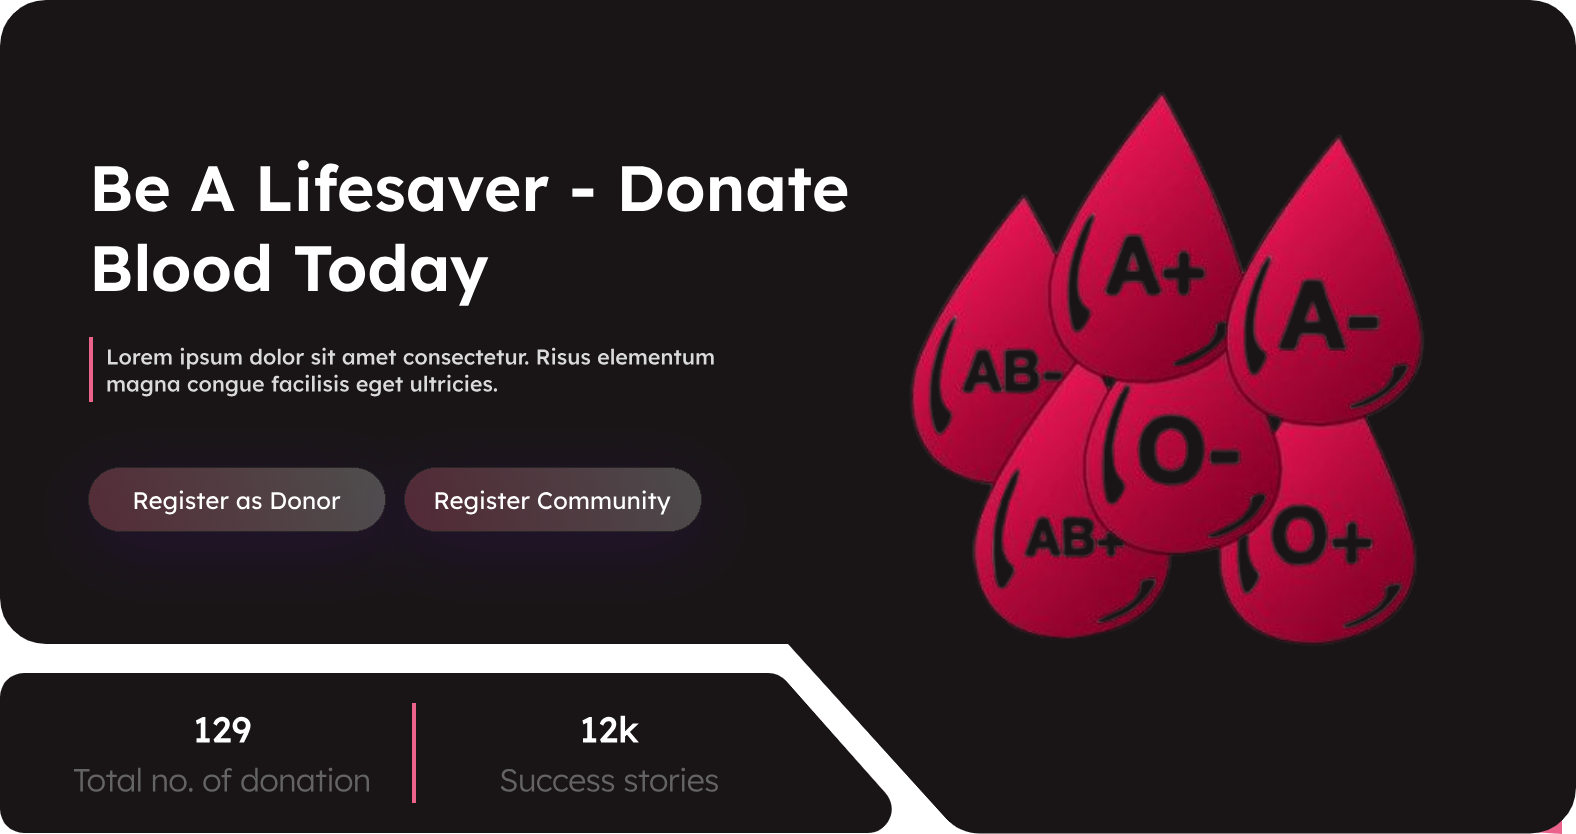 Be A Lifesaver - Donate
Blood Today
Lorem ipsum dolor sit amet consectetur. Risus elementum
magna congue facilisis eget ultricies.
Register as Donor
Register Community
A+
A-
AB-
O-
AB+
O+
129
Total no. of donation
12k
Success stories